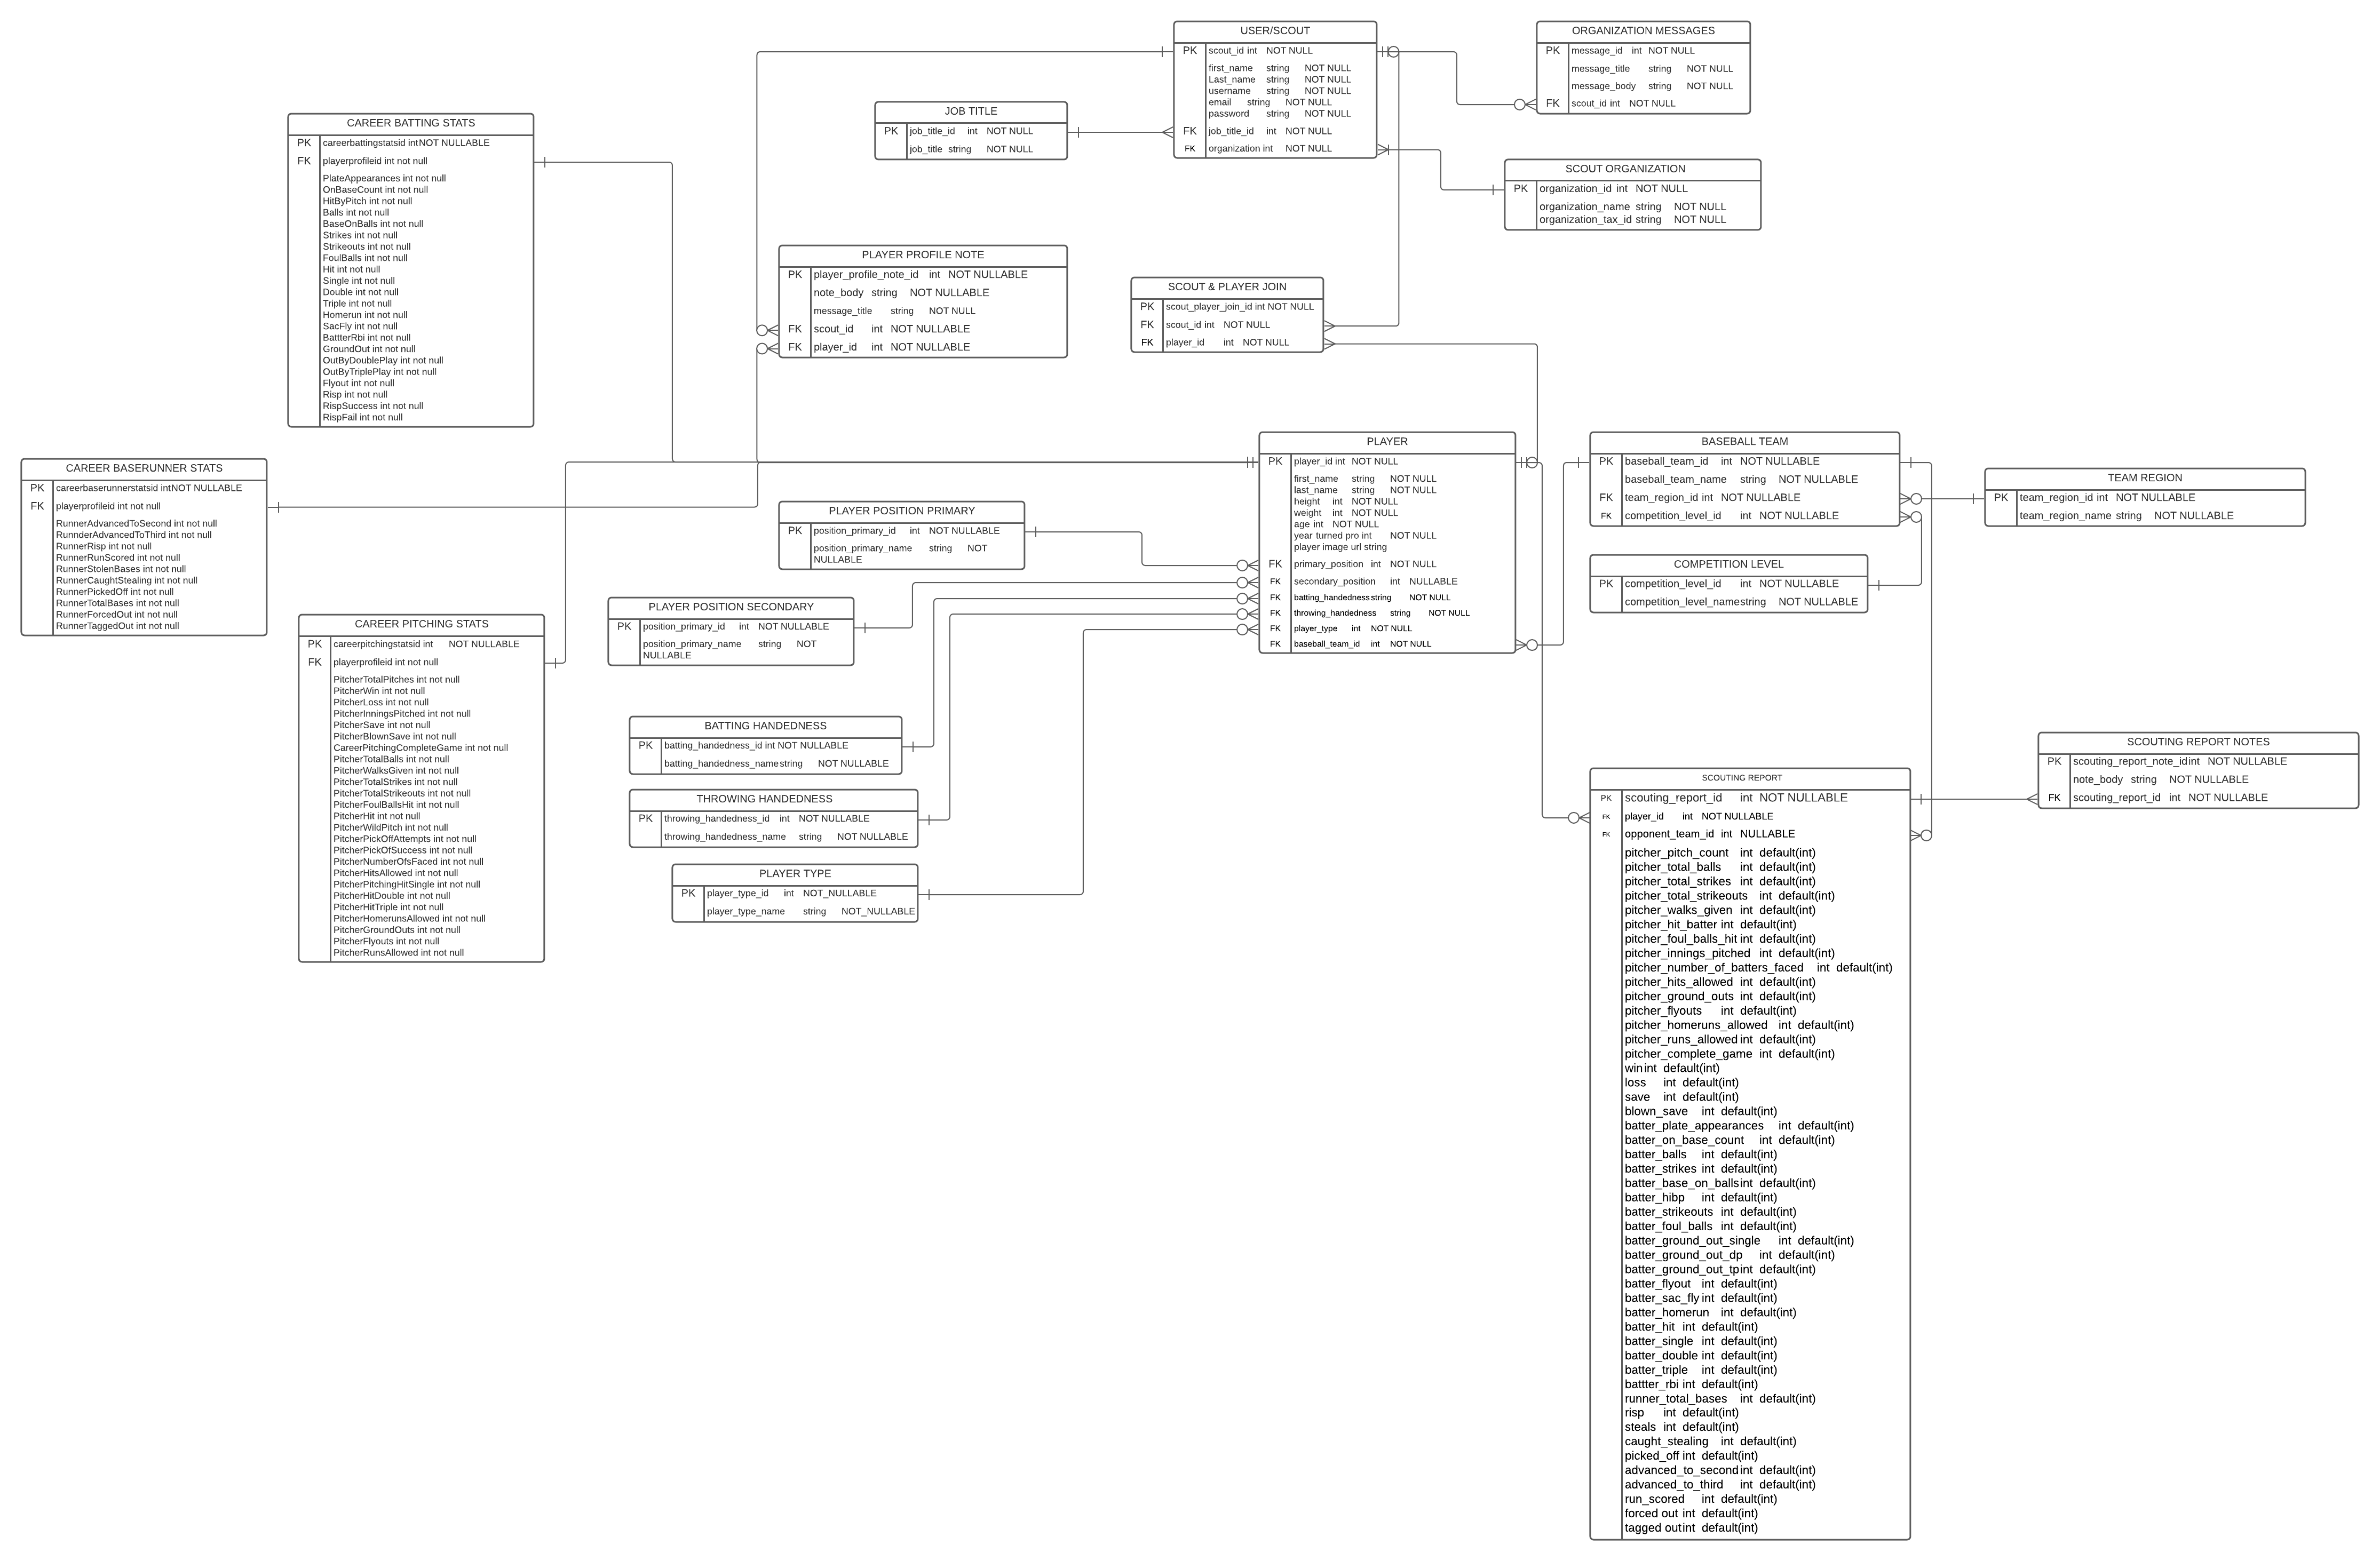 USER/SCOUT
PK scout_id int NOT NULL
first_name string NOT NULL
Last_name string NOT NULL
username string NOT NULL
email string NOT NULL
password string NOT NULL
FK job_title_id int NOT NULL
FK organization int NOT NULL
ORGANIZATION MESSAGES
PK message_id int NOT NULL
message_title string NOT NULL
message_body string NOT NULL
FK scout_id int NOT NULL
JOB TITLE
PK job_title_id int NOT NULL
job_title string NOT NULL
CAREER BATTING STATS
PK careerbattingstatsid int NOT NULLABLE
FK playerprofileid int not null
PlateAppearances int not null
OnBaseCount int not null
HitByPitch int not null
Balls int not null
BaseOnBalls int not null
Strikes int not null
Strikeouts int not null
FoulBalls int not null
Hit int not null
Single int not null
Double int not null
Triple int not null
Homerun int not null
SacFly int not null
BattterRbi int not null
GroundOut int not null
OutByDoublePlay int not null
OutByTriplePlay int not null
Flyout int not null
Risp int not null
RispSuccess int not null
RispFail int not null
SCOUT ORGANIZATION
PK organization_id int NOT NULL
organization_name string NOT NULL
organization_tax_id string NOT NULL
PLAYER PROFILE NOTE
PK player_profile_note_id int NOT NULLABLE
note_body string NOT NULLABLE
message_title string NOT NULL
FK scout_id int NOT NULLABLE
FK player_id int NOT NULLABLE
SCOUT & PLAYER JOIN
PK scout_player_join_id int NOT NULL
FK scout_id int NOT NULL
FK player_id int NOT NULL
PLAYER
PK player_id int NOT NULL
first_name string NOT NULL
last_name string NOT NULL
height int NOT NULL
weight int NOT NULL
age int NOT NULL
year turned pro int NOT NULL
player image url string
FK primary_position int NOT NULL
FK secondary_position int NULLABLE
FK batting_handedness string NOT NULL
FK throwing_handedness string NOT NULL
FK player_type int NOT NULL
FK baseball_team_id int NOT NULL
BASEBALL TEAM
PK baseball_team_id int NOT NULLABLE
baseball_team_name string NOT NULLABLE
FK team_region_id int NOT NULLABLE
FK competition_level_id int NOT NULLABLE
TEAM REGION
PK team_region_id int NOT NULLABLE
team_region_name string NOT NULLABLE
COMPETITION LEVEL
PK competition_level_id int NOT NULLABLE
competition_level_name string NOT NULLABLE
CAREER BASERUNNER STATS
PK careerbaserunnerstatsid int NOT NULLABLE
FK playerprofileid int not null
RunnerAdvancedToSecond int not null
RunnderAdvancedToThird int not null
RunnerRisp int not null
RunnerRunScored int not null
RunnerStolenBases int not null
RunnerCaughtStealing int not null
RunnerPickedOff int not null
RunnerTotalBases int not null
RunnerForcedOut int not null
RunnerTaggedOut int not null
PLAYER POSITION PRIMARY
PK position_primary_id int NOT NULLABLE
position_primary_name string NOT
NULLABLE
PLAYER POSITION SECONDARY
PK position_primary_id int NOT NULLABLE
position_primary_name string NOT
NULLABLE
CAREER PITCHING STATS
PK careerpitchingstatsid int NOT NULLABLE
FK playerprofileid int not null
PitcherTotalPitches int not null
PitcherWin int not null
PitcherLoss int not null
PitcherInningsPitched int not null
PitcherSave int not null
PitcherBlownSave int not null
CareerPitchingCompleteGame int not null
PitcherTotalBalls int not null
PitcherWalksGiven int not null
PitcherTotalStrikes int not null
PitcherTotalStrikeouts int not null
PitcherFoulBallsHit int not null
PitcherHit int not null
PitcherWildPitch int not null
PitcherPickOffAttempts int not null
PitcherPickOfSuccess int not null
PitcherNumberOfsFaced int not null
PitcherHitsAllowed int not null
PitcherPitchingHitSingle int not null
PitcherHitDouble int not null
PitcherHitTriple int not null
PitcherHomerunsAllowed int not null
PitcherGroundOuts int not null
PitcherFlyouts int not null
PitcherRunsAllowed int not null
BATTING HANDEDNESS
PK batting_handedness_id int NOT NULLABLE
batting_handedness_name string NOT NULLABLE
THROWING HANDEDNESS
PK throwing_handedness_id int NOT NULLABLE
throwing_handedness_name string NOT NULLABLE
PLAYER TYPE
PK player_type_id int NOT_NULLABLE
player_type_name string NOT_NULLABLE
SCOUTING REPORT NOTES
PK scouting_report_note_id int NOT NULLABLE
note_body string NOT NULLABLE
FK scouting_report_id int NOT NULLABLE
SCOUTING REPORT
PK scouting_report_id int NOT NULLABLE
FK player_id int NOT NULLABLE
FK opponent_team_id int NULLABLE
pitcher_pitch_count int default(int)
pitcher_total_balls int default(int)
pitcher_total_strikes int default(int)
pitcher_total_strikeouts int default(int)
pitcher_walks_given int default(int)
pitcher_hit_batter int default(int)
pitcher_foul_balls_hit int default(int)
pitcher_innings_pitched int default(int)
pitcher_number_of_batters_faced int default(int)
pitcher_hits_allowed int default(int)
pitcher_ground_outs int default(int)
pitcher_flyouts int default(int)
pitcher_homeruns_allowed int default(int)
pitcher_runs_allowed int default(int)
pitcher_complete_game int default(int)
win int default(int)
loss int default(int)
save int default(int)
blown_save int default(int)
batter_plate_appearances int default(int)
batter_on_base_count int default(int)
batter_balls int default(int)
batter_strikes int default(int)
batter_base_on_balls int default(int)
batter_hibp int default(int)
batter_strikeouts int default(int)
batter_foul_balls int default(int)
batter_ground_out_single int default(int)
batter_ground_out_dp int default(int)
batter_ground_out_tp int default(int)
batter_flyout int default(int)
batter_sac_fly int default(int)
batter_homerun int default(int)
batter_hit int default(int)
batter_single int default(int)
batter_double int default(int)
batter_triple int default(int)
battter_rbi int default(int)
runner_total_bases int default(int)
risp int default(int)
steals int default(int)
caught_stealing int default(int)
picked_off int default(int)
advanced_to_second int default(int)
advanced_to_third int default(int)
run_scored int default(int)
forced out int default(int)
tagged out int default(int)